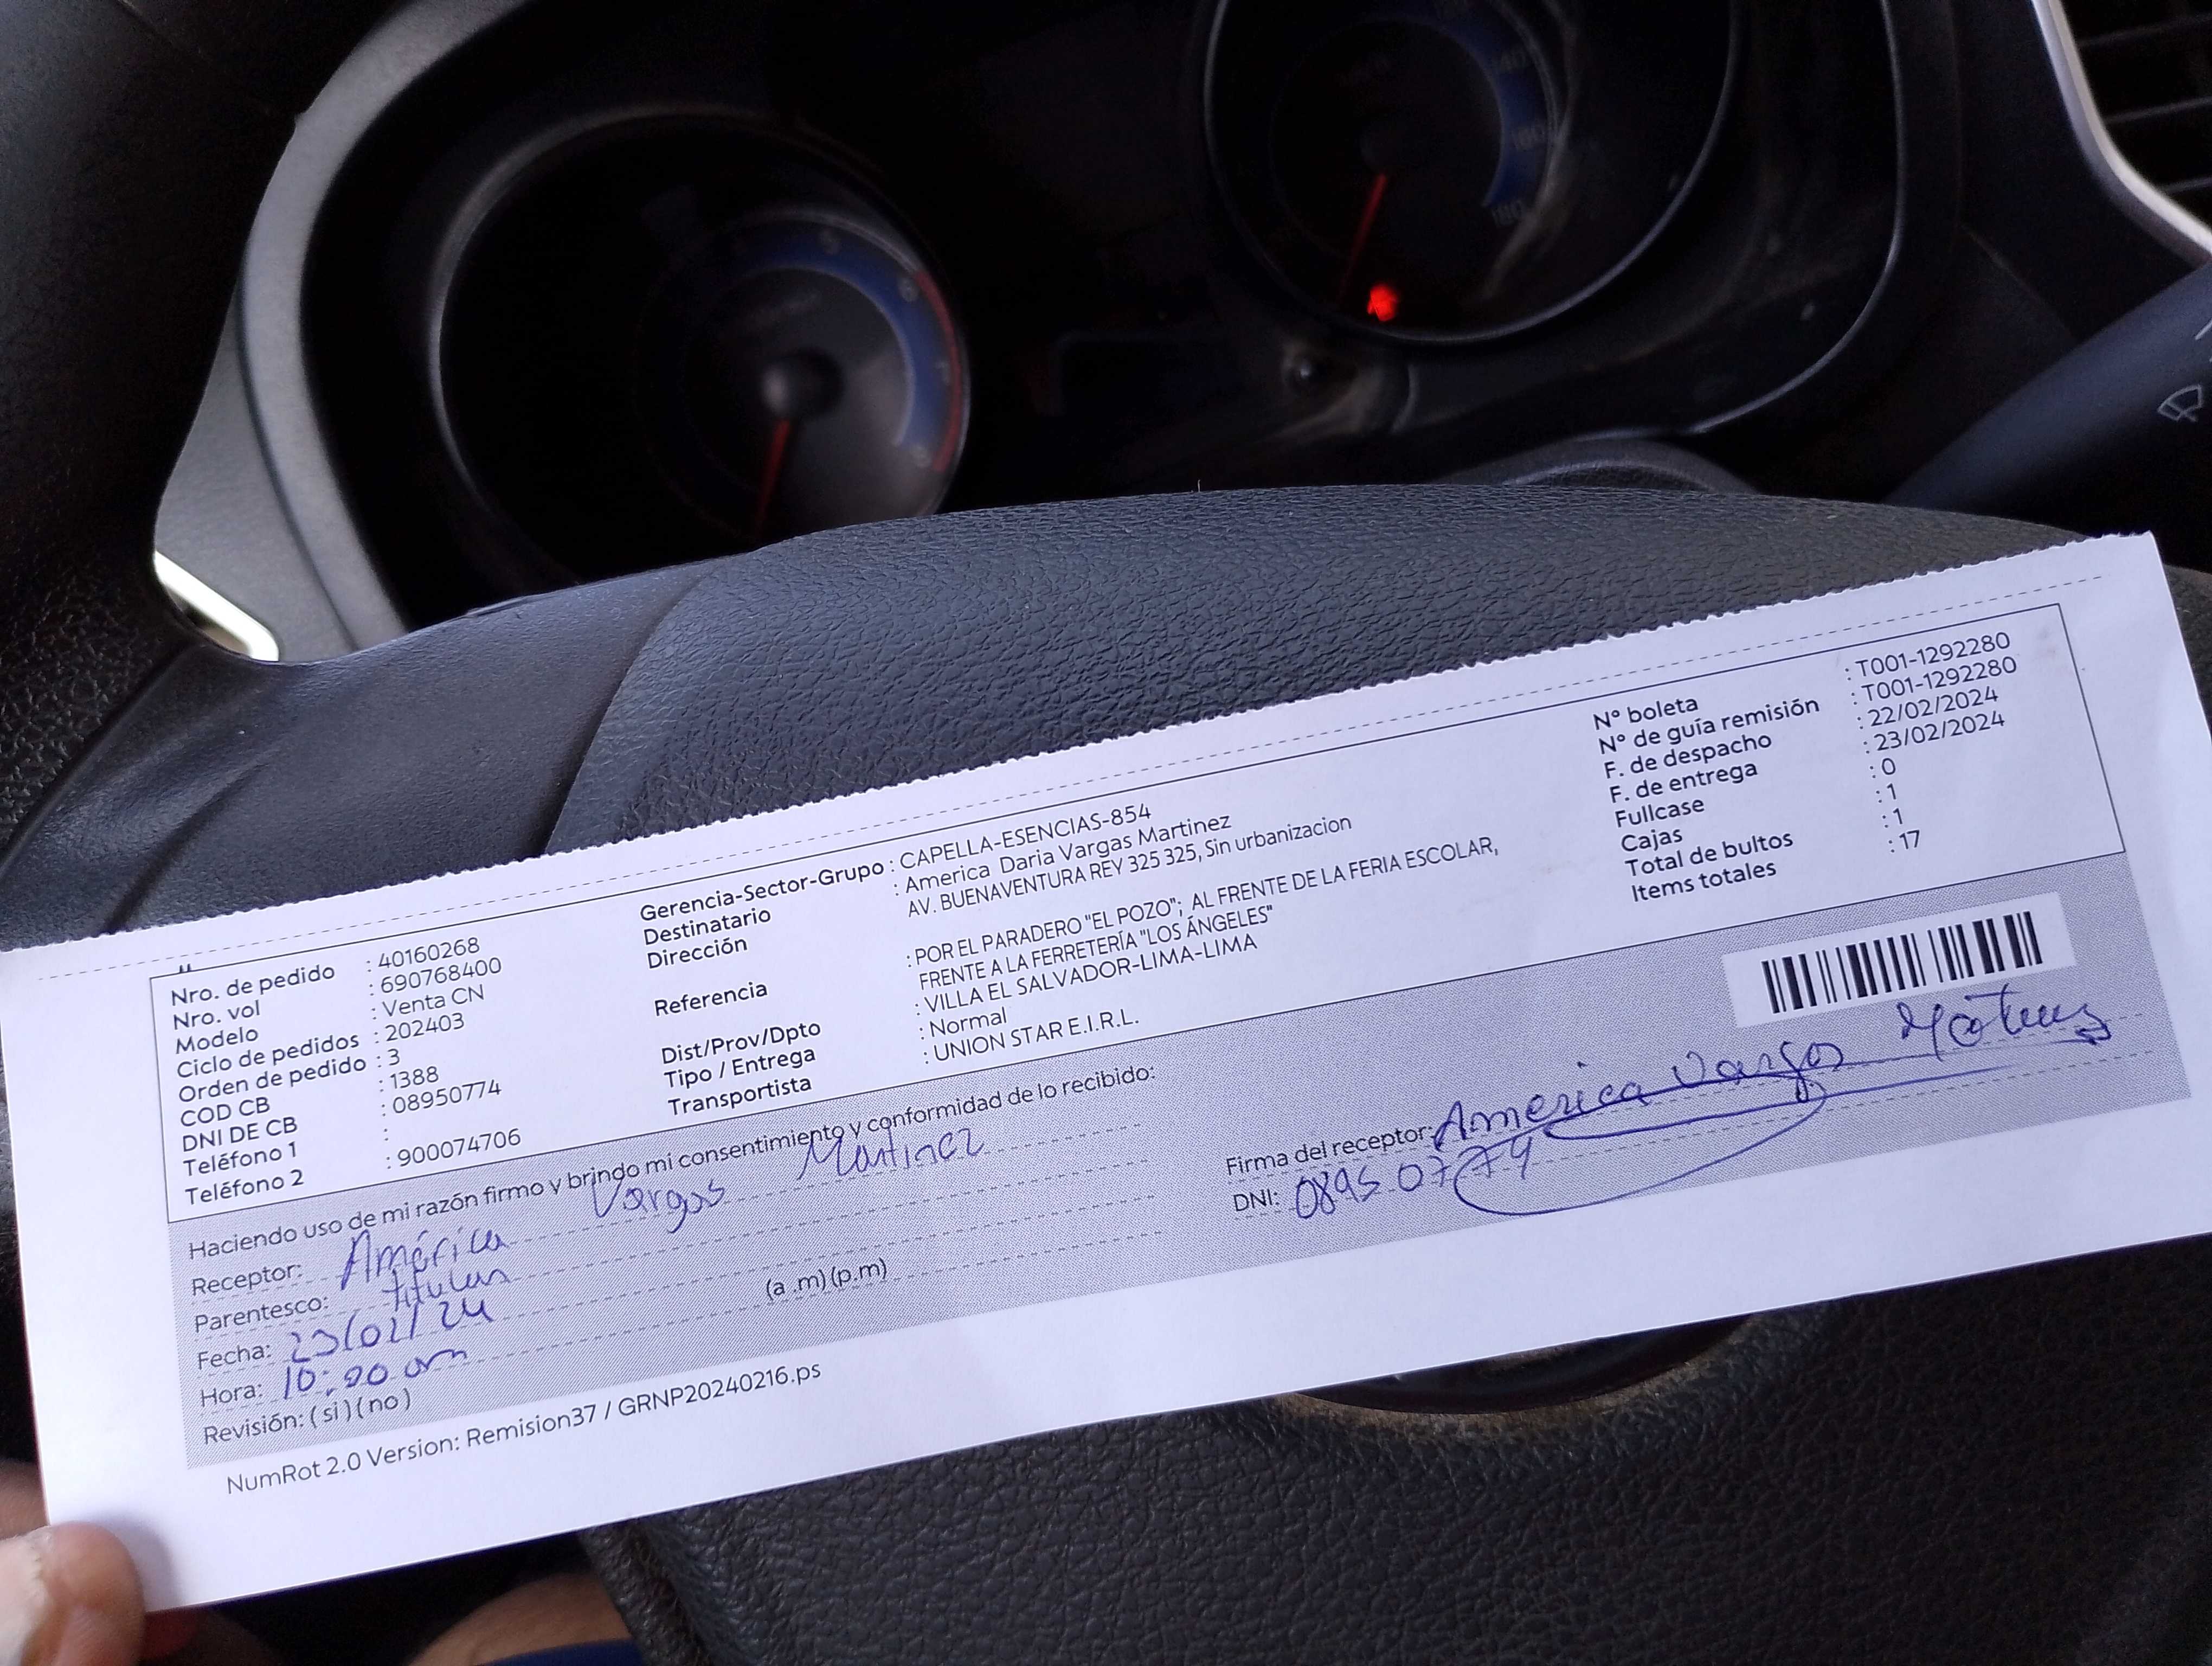 Nro. de pedido : 40160268
Nro. vol : 690768400
Modelo : Venta CN
Ciclo de pedidos : 202403
Orden de pedido : 3
COD CB : 1388
DNI DE CB : 08950774
Teléfono 1 :
Teléfono 2 : 900074706
Gerencia-Sector-Grupo : CAPELLA-ESENCIAS-854
Destinatario : America Daria Vargas Martinez
Dirección AV. BUENAVENTURA REY 325 325, Sin urbanizacion
Referencia : POR EL PARADERO "EL POZO"; AL FRENTE DE LA FERIA ESCOLAR,
FRENTE A LA FERRETERÍA "LOS ÁNGELES"
Dist/Prov/Dpto : VILLA EL SALVADOR-LIMA-LIMA
Tipo / Entrega : Normal
Transportista : UNION STAR E.I.R.L.
N° boleta : T001-1292280
N° de guía remisión : T001-1292280
F. de despacho : 22/02/2024
F. de entrega : 23/02/2024
Fullcase : 0
Cajas : 1
Total de bultos : 1
Items totales : 17
Haciendo uso de mi razón firmo y brindo mi consentimiento y conformidad de lo recibido:
Receptor: América Vargas Martinez
Parentesco: titular
Fecha: 23/02/24
Hora: 10:00 am (a .m) (p.m)
Revisión: ( si ) ( no )
Firma del receptor: America Vargas
DNI: 08950774
NumRot 2.0 Version: Remision37 / GRNP20240216.ps